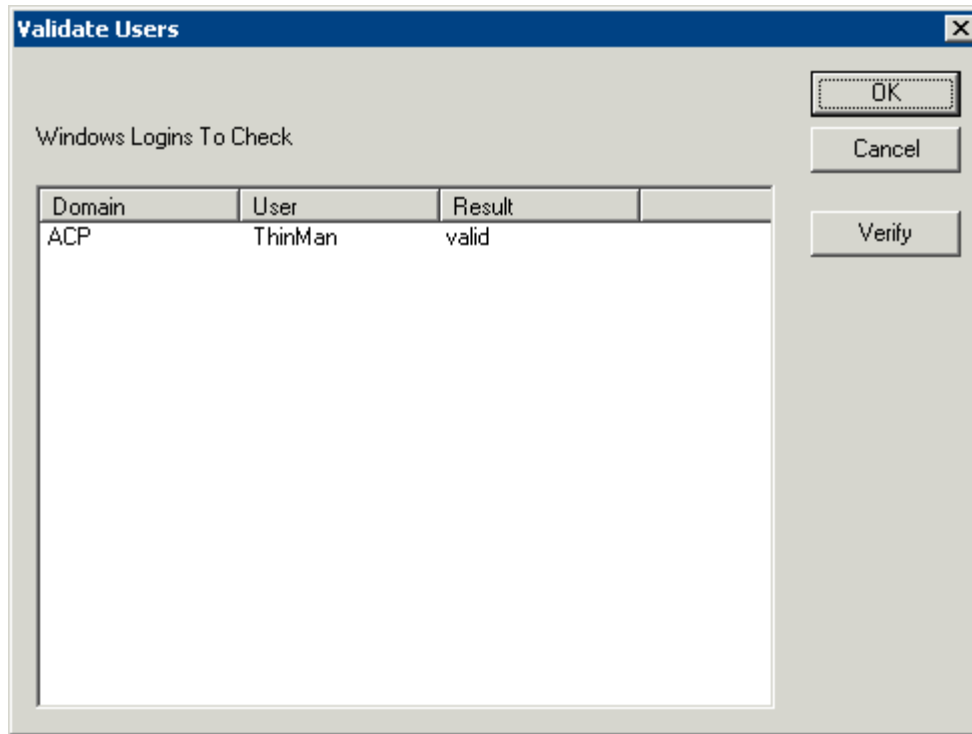 Validate Users
OK
Windows Logins To Check
Cancel
Domain User Result
Verify
ACP ThinMan valid